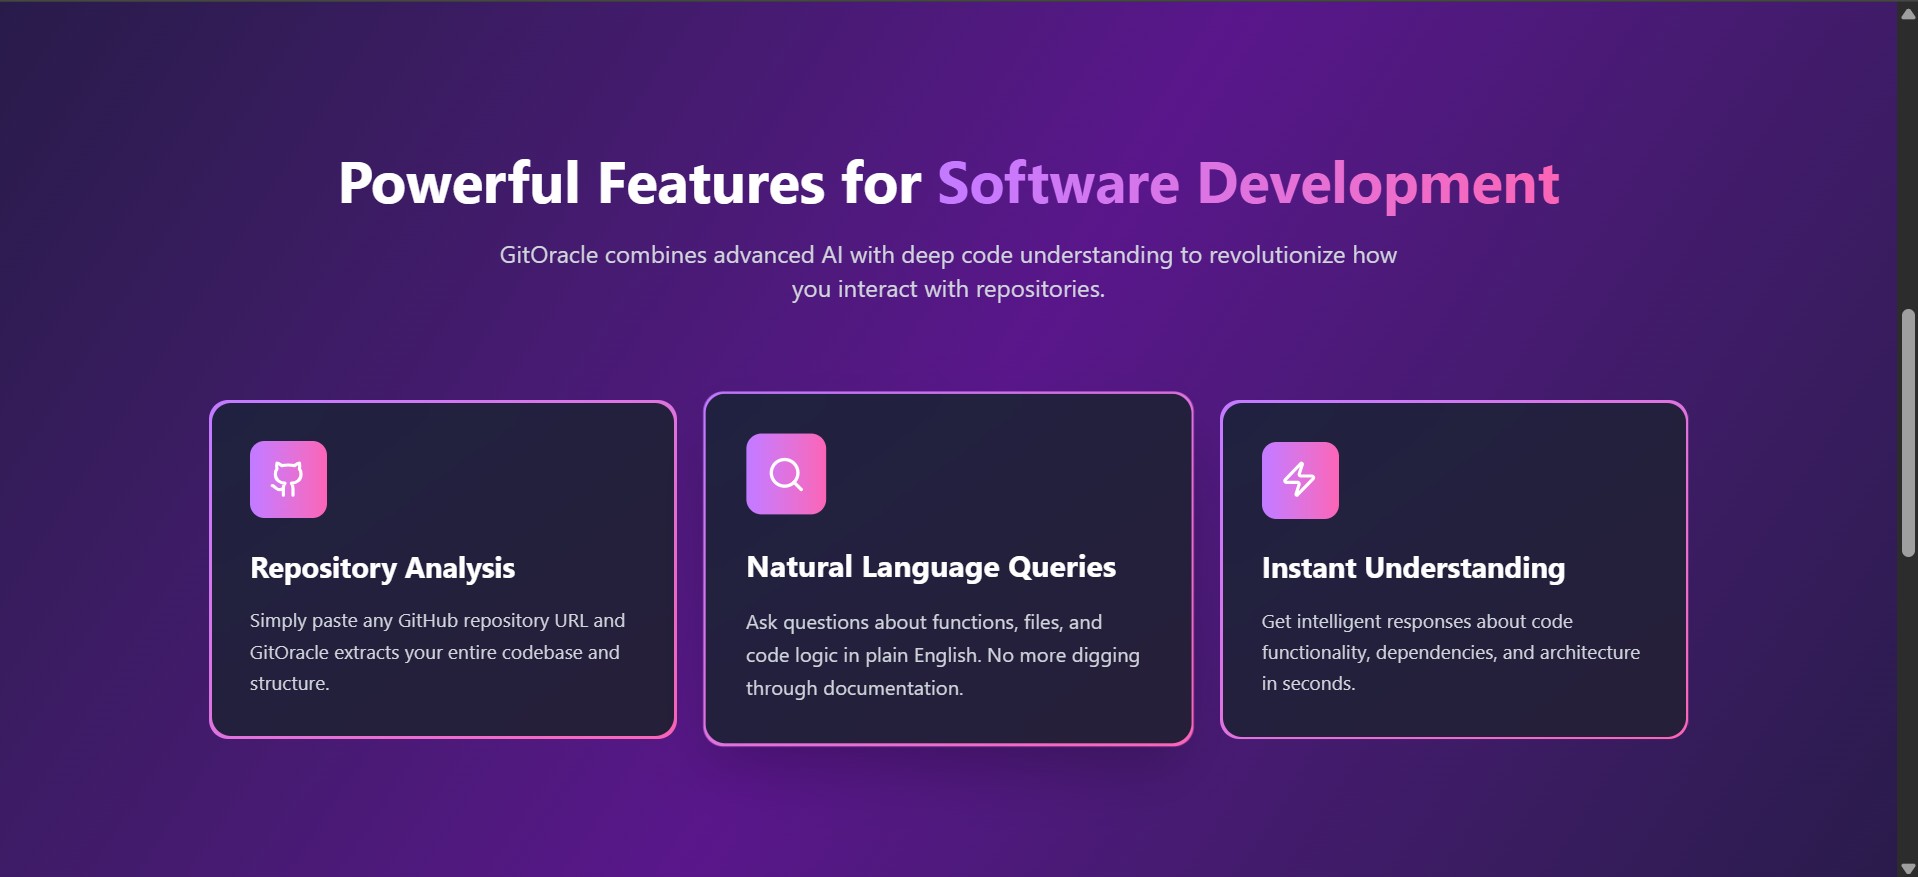 Powerful Features for Software Development
GitOracle combines advanced AI with deep code understanding to revolutionize how
you interact with repositories.
Repository Analysis
Simply paste any GitHub repository URL and
GitOracle extracts your entire codebase and
structure.
Natural Language Queries
Ask questions about functions, files, and
code logic in plain English. No more digging
through documentation.
Instant Understanding
Get intelligent responses about code
functionality, dependencies, and architecture
in seconds.